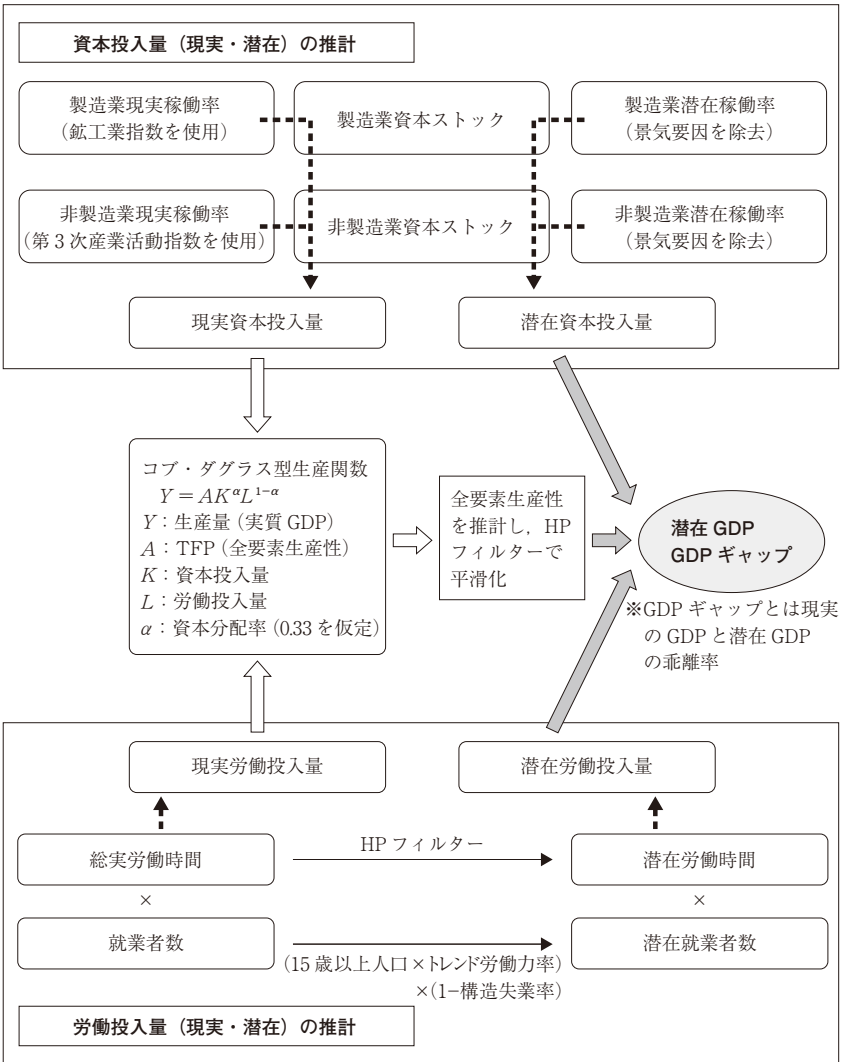 資本投入量（現実・潜在）の推計
製造業現実稼働率
（鉱工業指数を使用）
製造業資本ストック
製造業潜在稼働率
（景気要因を除去）
非製造業現実稼働率
（第3次産業活動指数を使用）
非製造業資本ストック
非製造業潜在稼働率
（景気要因を除去）
現実資本投入量
潜在資本投入量
コブ・ダグラス型生産関数
Y＝AK^αL^{1−α}
Y：生産量（実質GDP）
A：TFP（全要素生産性）
K：資本投入量
L：労働投入量
α：資本分配率（0.33を仮定）
全要素生産性
を推計し，HP
フィルターで
平滑化
潜在GDP
GDPギャップ
※GDPギャップとは現実
のGDPと潜在GDP
の乖離率
現実労働投入量
潜在労働投入量
総実労働時間
HPフィルター
潜在労働時間
×
×
就業者数
潜在就業者数
（15歳以上人口×トレンド労働力率）
×（1−構造失業率）
労働投入量（現実・潜在）の推計